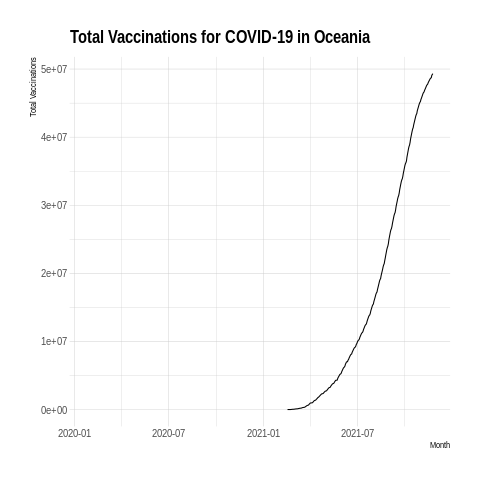 Total Vaccinations for COVID-19 in Oceania
Total Vaccinations
5e+07
4e+07
3e+07
2e+07
1e+07
0e+00
2020-01
2020-07
2021-01
2021-07
Month